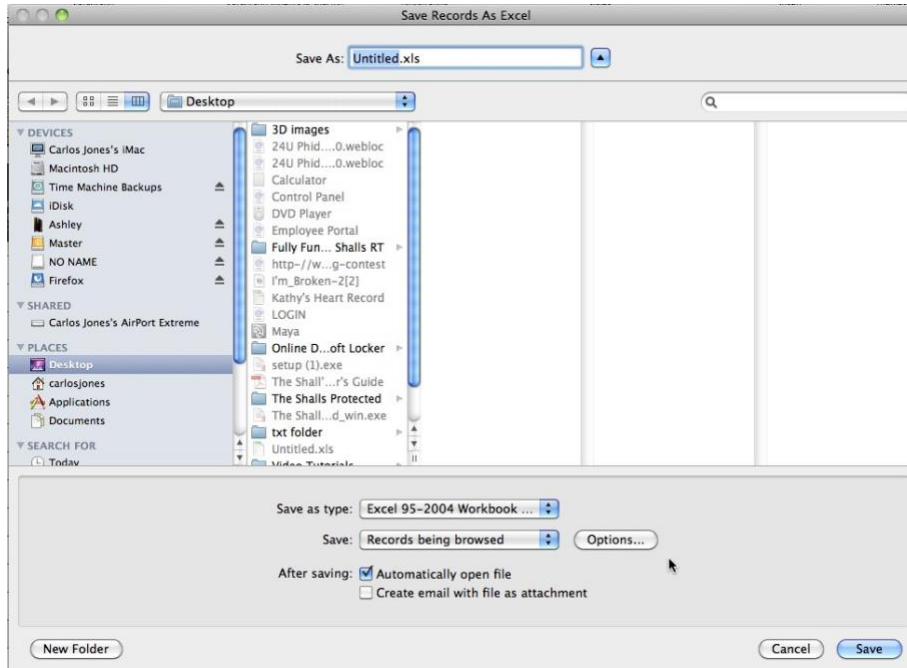 Save Records As Excel
Save As: Untitled.xls
Desktop
DEVICES
Carlos Jones's iMac
Macintosh HD
Time Machine Backups
iDisk
Ashley
Master
NO NAME
Firefox
SHARED
Carlos Jones's AirPort Extreme
PLACES
Desktop
carlosjones
Applications
Documents
SEARCH FOR
Today
3D images
24U Phid....0.webloc
24U Phid....0.webloc
Calculator
Control Panel
DVD Player
Employee Portal
Fully Fun... Shalls RT
http-//w...g-contest
I'm_Broken-2[2]
Kathy's Heart Record
LOGIN
Maya
Online D...oft Locker
setup (1).exe
The Shall'...r's Guide
The Shalls Protected
The Shall...d_win.exe
txt folder
Untitled.xls
Video Tutorials
Save as type: Excel 95-2004 Workbook ...
Save: Records being browsed Options...
After saving: Automatically open file
Create email with file as attachment
New Folder Cancel Save